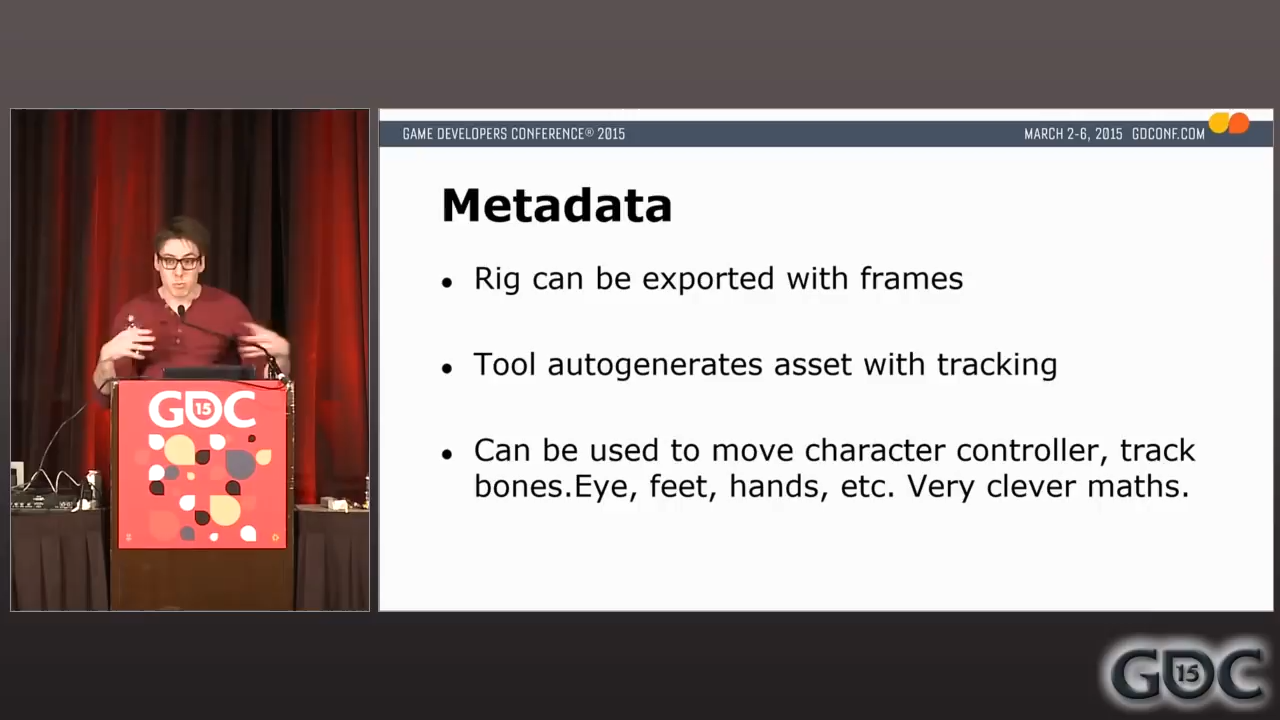 GAME DEVELOPERS CONFERENCE® 2015
MARCH 2-6, 2015 GDCONF.COM
Metadata
• Rig can be exported with frames
• Tool autogenerates asset with tracking
• Can be used to move character controller, track
bones.Eye, feet, hands, etc. Very clever maths.
GDC
15
GDC
15